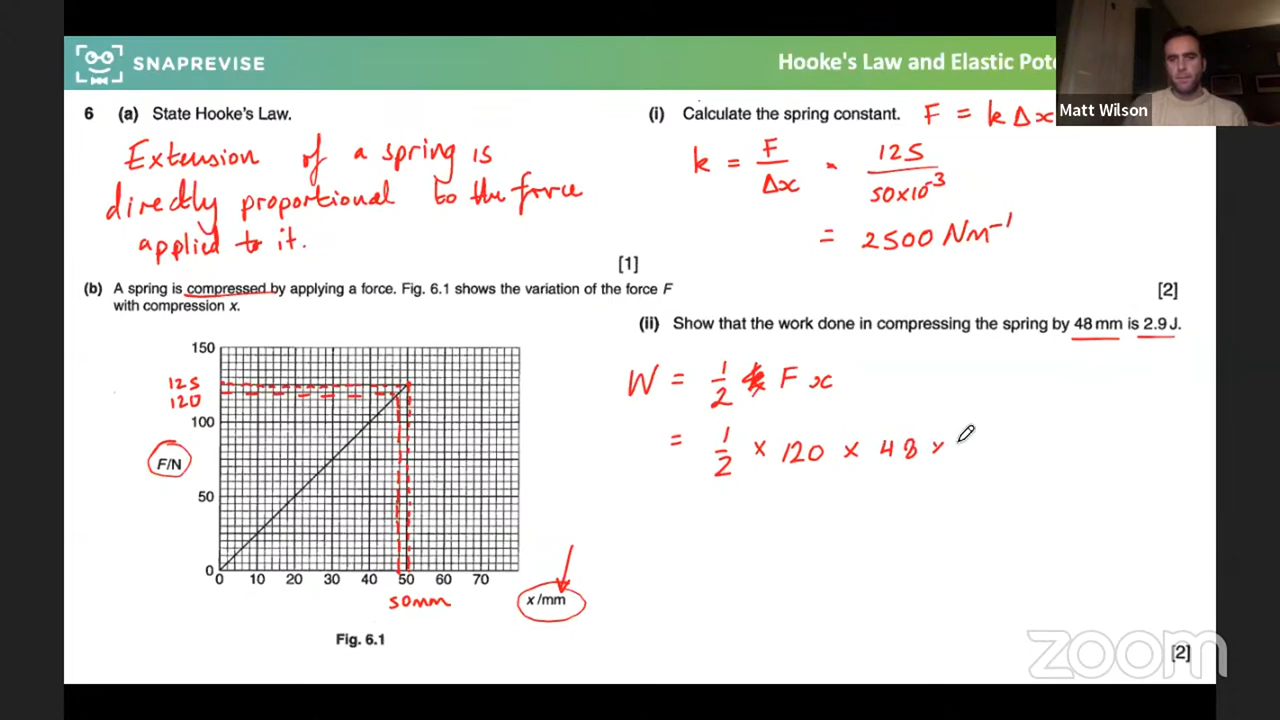 SNAPREVISE
Hooke's Law and Elastic Pote
Matt Wilson
6 (a) State Hooke's Law.
Extension of a spring is
directly proportional to the force
applied to it.
[1]
(b) A spring is compressed by applying a force. Fig. 6.1 shows the variation of the force F
with compression x.
150
125
120
100
F/N
50
0
0 10 20 30 40 50 60 70
50mm
x/mm
Fig. 6.1
(i) Calculate the spring constant. F = k Δx
k = F/Δx = 125/50×10⁻³
= 2500 Nm⁻¹
[2]
(ii) Show that the work done in compressing the spring by 48 mm is 2.9 J.
W = 1/2 F x
= 1/2 × 120 × 48 ×
[2]
zoom